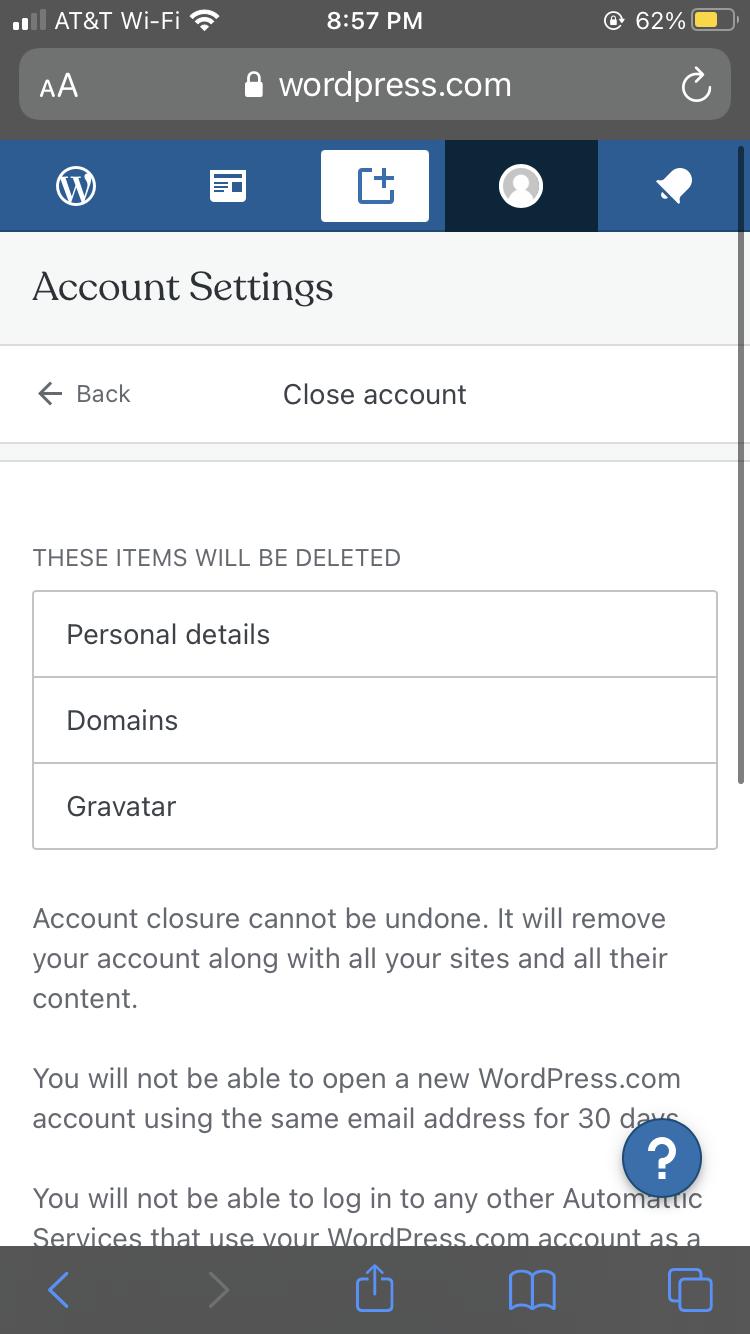 AT&T Wi-Fi 8:57 PM 62%
AA wordpress.com
Account Settings
← Back Close account
THESE ITEMS WILL BE DELETED
Personal details
Domains
Gravatar
Account closure cannot be undone. It will remove
your account along with all your sites and all their
content.
You will not be able to open a new WordPress.com
account using the same email address for 30 days.
?
You will not be able to log in to any other Automattic
Services that use your WordPress.com account as a